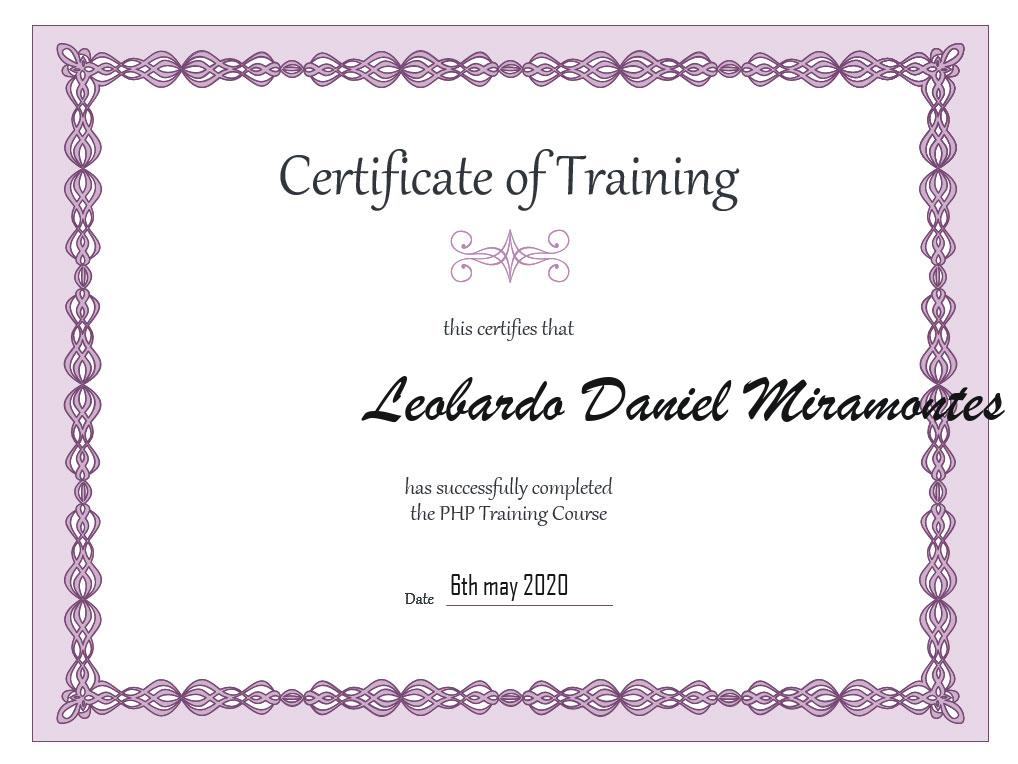 Certificate of Training
this certifies that
Leobardo Daniel Miramontes
has successfully completed
the PHP Training Course
Date 6th may 2020